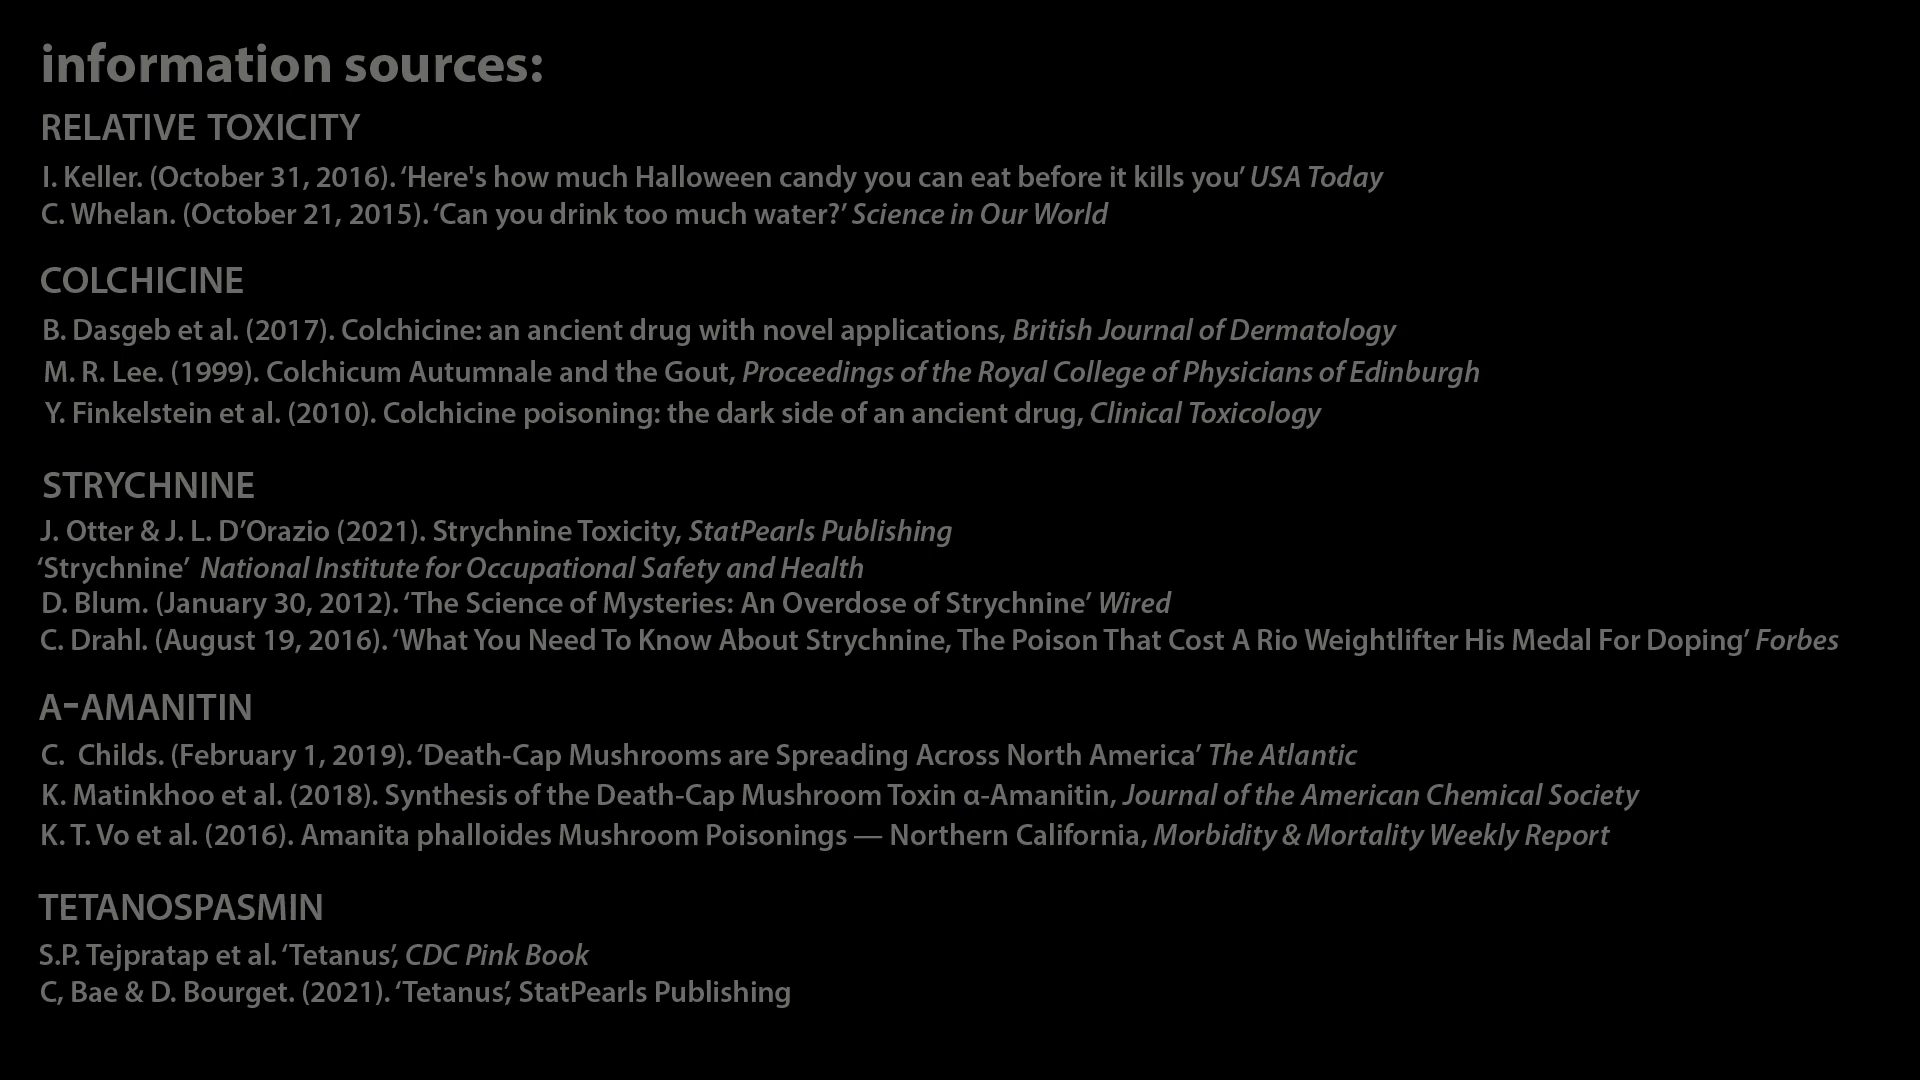 information sources:
RELATIVE TOXICITY
I. Keller. (October 31, 2016). ‘Here's how much Halloween candy you can eat before it kills you’ USA Today
C. Whelan. (October 21, 2015). ‘Can you drink too much water?’ Science in Our World
COLCHICINE
B. Dasgeb et al. (2017). Colchicine: an ancient drug with novel applications, British Journal of Dermatology
M. R. Lee. (1999). Colchicum Autumnale and the Gout, Proceedings of the Royal College of Physicians of Edinburgh
Y. Finkelstein et al. (2010). Colchicine poisoning: the dark side of an ancient drug, Clinical Toxicology
STRYCHNINE
J. Otter & J. L. D’Orazio (2021). Strychnine Toxicity, StatPearls Publishing
‘Strychnine’ National Institute for Occupational Safety and Health
D. Blum. (January 30, 2012). ‘The Science of Mysteries: An Overdose of Strychnine’ Wired
C. Drahl. (August 19, 2016). ‘What You Need To Know About Strychnine, The Poison That Cost A Rio Weightlifter His Medal For Doping’ Forbes
A-AMANITIN
C. Childs. (February 1, 2019). ‘Death-Cap Mushrooms are Spreading Across North America’ The Atlantic
K. Matinkhoo et al. (2018). Synthesis of the Death-Cap Mushroom Toxin α-Amanitin, Journal of the American Chemical Society
K. T. Vo et al. (2016). Amanita phalloides Mushroom Poisonings — Northern California, Morbidity & Mortality Weekly Report
TETANOSPASMIN
S.P. Tejpratap et al. ‘Tetanus’, CDC Pink Book
C, Bae & D. Bourget. (2021). ‘Tetanus’, StatPearls Publishing